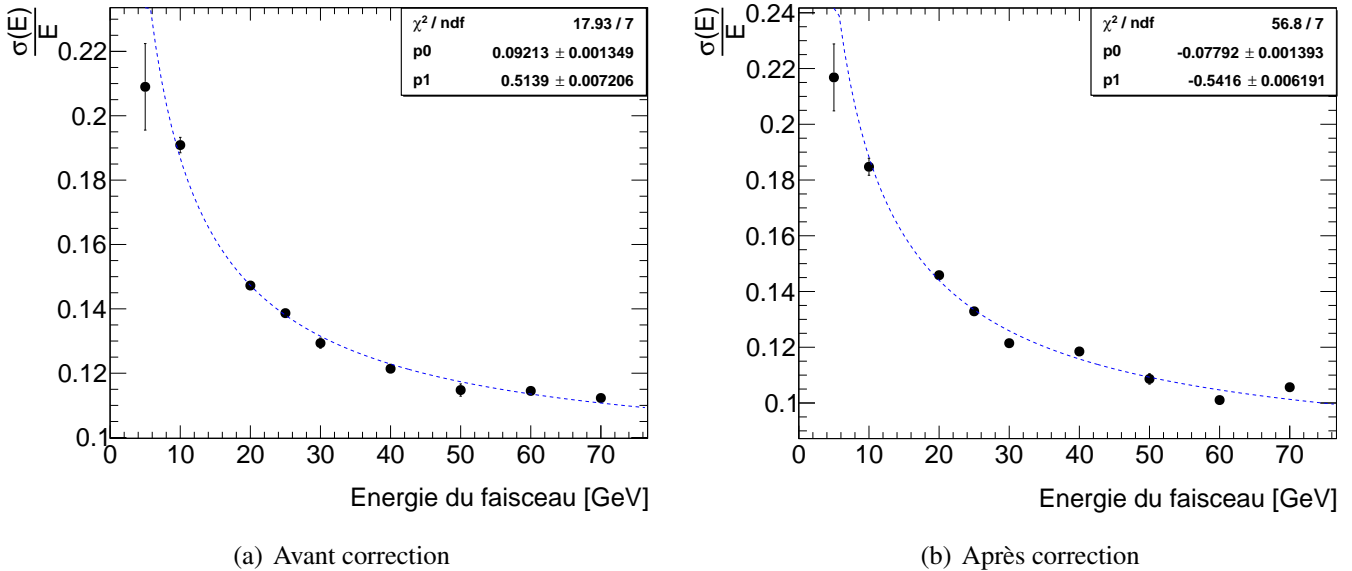 σ(E)
E
χ² / ndf 17.93 / 7
p0 0.09213 ± 0.001349
p1 0.5139 ± 0.007206
0.22
0.2
0.18
0.16
0.14
0.12
0.1
0 10 20 30 40 50 60 70
Energie du faisceau [GeV]
(a) Avant correction
σ(E)
E
χ² / ndf 56.8 / 7
p0 -0.07792 ± 0.001393
p1 -0.5416 ± 0.006191
0.24
0.22
0.2
0.18
0.16
0.14
0.12
0.1
0 10 20 30 40 50 60 70
Energie du faisceau [GeV]
(b) Après correction